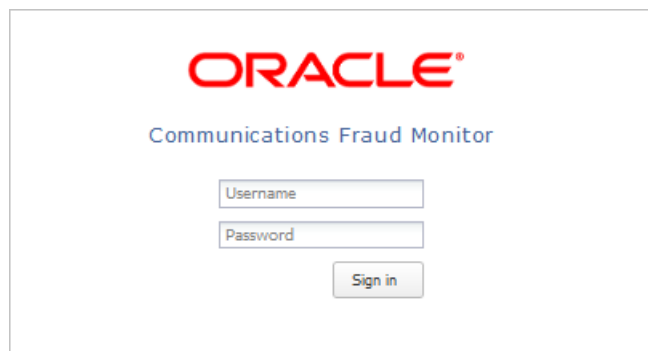 ORACLE®
Communications Fraud Monitor
Username
Password
Sign in